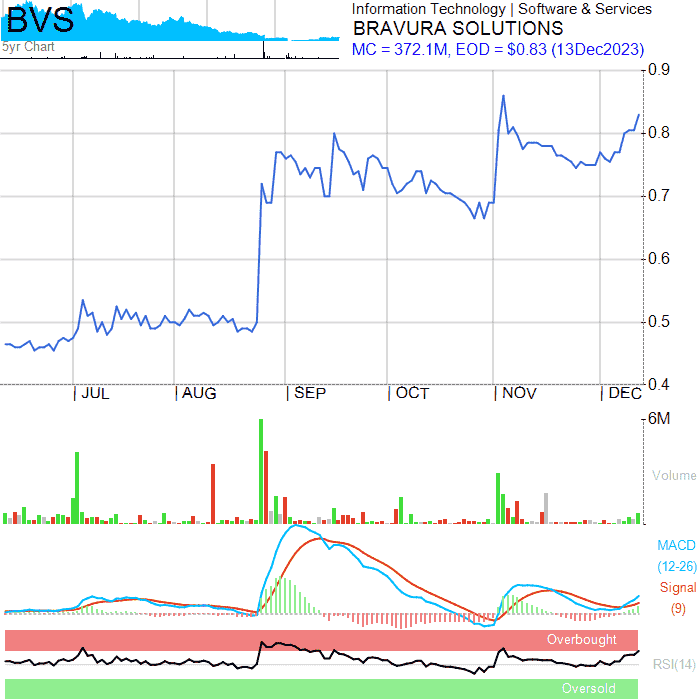 BVS
5yr Chart
Information Technology | Software & Services
BRAVURA SOLUTIONS
MC = 372.1M, EOD = $0.83 (13Dec2023)
0.9
0.8
0.7
0.6
0.5
0.4
| JUL | AUG | SEP | OCT | NOV | DEC
6M
Volume
MACD
(12-26)
Signal
(9)
Overbought
RSI(14)
Oversold